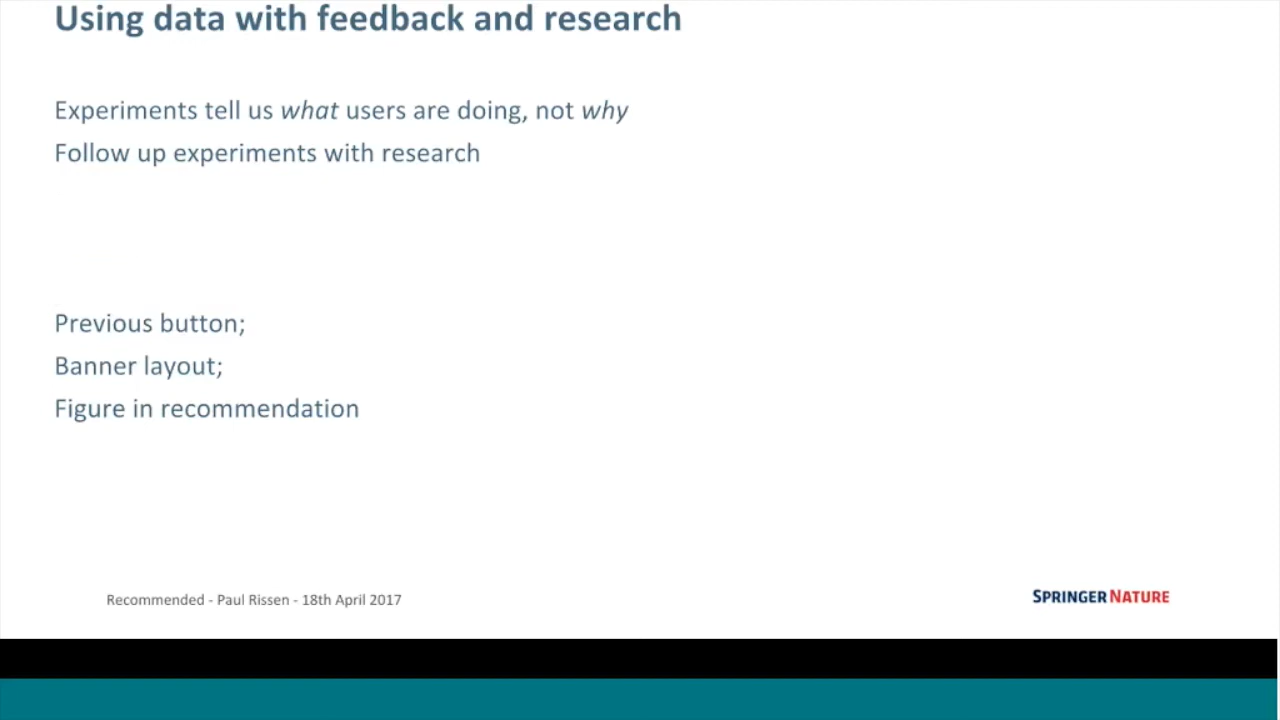 Using data with feedback and research
Experiments tell us what users are doing, not why
Follow up experiments with research
Previous button;
Banner layout;
Figure in recommendation
Recommended - Paul Rissen - 18th April 2017
SPRINGER NATURE